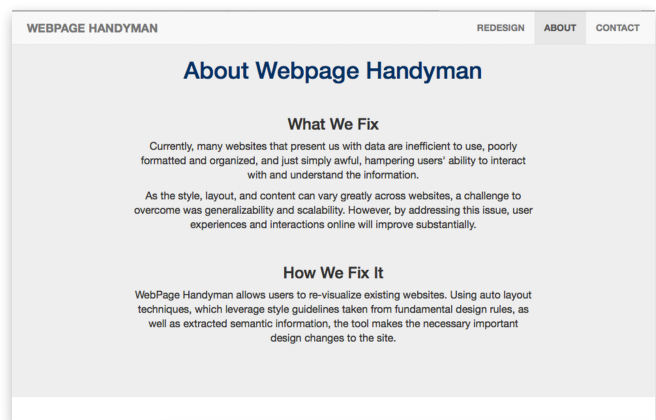 WEBPAGE HANDYMAN
REDESIGN ABOUT CONTACT
About Webpage Handyman
What We Fix
Currently, many websites that present us with data are inefficient to use, poorly
formatted and organized, and just simply awful, hampering users' ability to interact
with and understand the information.
As the style, layout, and content can vary greatly across websites, a challenge to
overcome was generalizability and scalability. However, by addressing this issue, user
experiences and interactions online will improve substantially.
How We Fix It
WebPage Handyman allows users to re-visualize existing websites. Using auto layout
techniques, which leverage style guidelines taken from fundamental design rules, as
well as extracted semantic information, the tool makes the necessary important
design changes to the site.